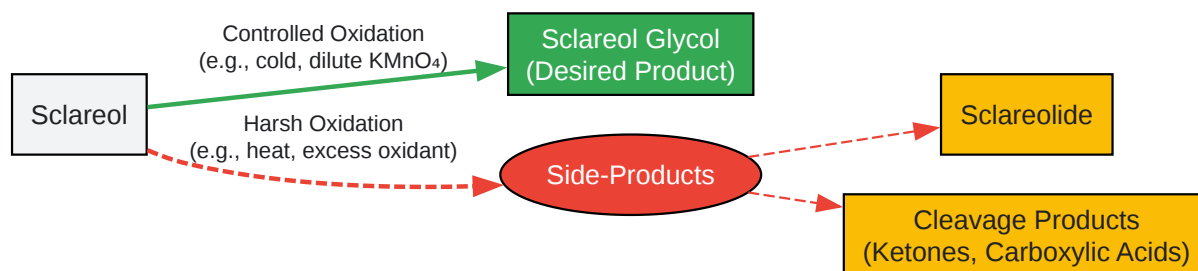 Sclareol
Controlled Oxidation
(e.g., cold, dilute KMnO₄)
Harsh Oxidation
(e.g., heat, excess oxidant)
Sclareol Glycol
(Desired Product)
Side-Products
Sclareolide
Cleavage Products
(Ketones, Carboxylic Acids)